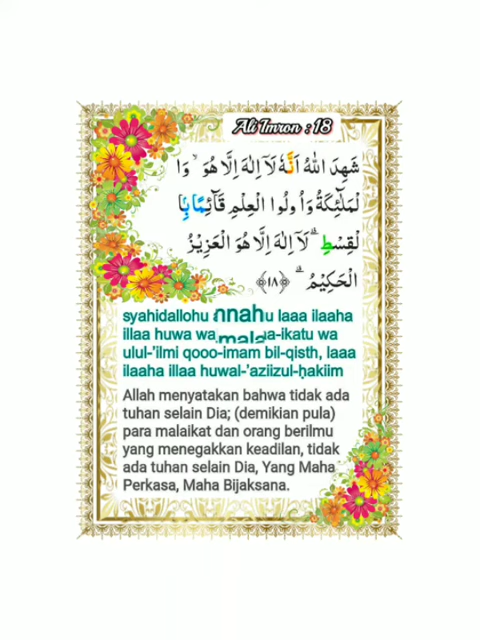 Ali Imron : 18
شَهِدَ اللّٰهُ اَنَّهٗ لَآ اِلٰهَ اِلَّا هُوَۙ وَا
لْمَلٰۤىِٕكَةُ وَاُولُوا الْعِلْمِ قَاۤىِٕمًاۢ بِا
لْقِسْطِۗ لَآ اِلٰهَ اِلَّا هُوَ الْعَزِيْزُ
الْحَكِيْمُۗ ﴿١٨﴾
syahidallohu nnahu laaa ilaaha
illaa huwa wa mala a-ikatu wa
ulul-'ilmi qooo-imam bil-qisth, laaa
ilaaha illaa huwal-'aziizul-ḥakiim
Allah menyatakan bahwa tidak ada
tuhan selain Dia; (demikian pula)
para malaikat dan orang berilmu
yang menegakkan keadilan, tidak
ada tuhan selain Dia, Yang Maha
Perkasa, Maha Bijaksana.